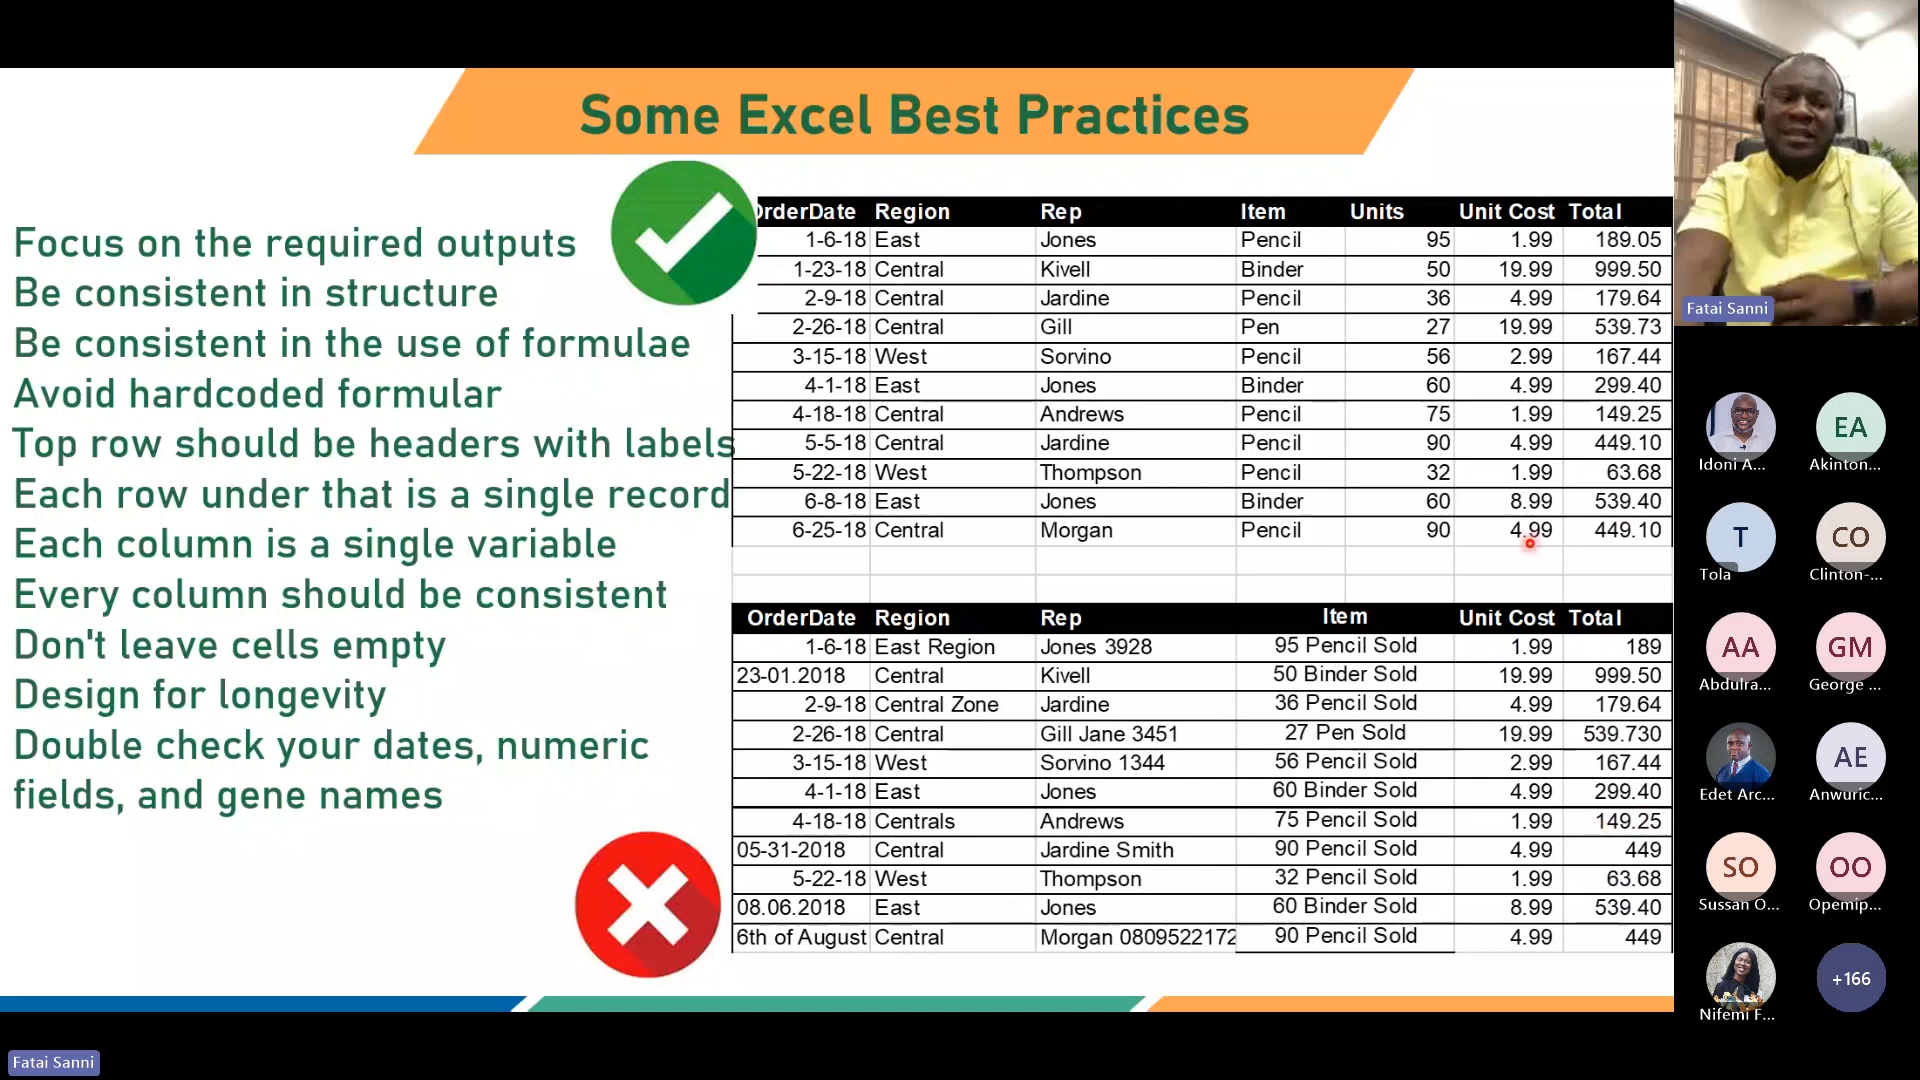 Some Excel Best Practices
Focus on the required outputs
Be consistent in structure
Be consistent in the use of formulae
Avoid hardcoded formular
Top row should be headers with labels
Each row under that is a single record
Each column is a single variable
Every column should be consistent
Don't leave cells empty
Design for longevity
Double check your dates, numeric
fields, and gene names
OrderDate Region Rep Item Units Unit Cost Total
1-6-18 East Jones Pencil 95 1.99 189.05
1-23-18 Central Kivell Binder 50 19.99 999.50
2-9-18 Central Jardine Pencil 36 4.99 179.64
2-26-18 Central Gill Pen 27 19.99 539.73
3-15-18 West Sorvino Pencil 56 2.99 167.44
4-1-18 East Jones Binder 60 4.99 299.40
4-18-18 Central Andrews Pencil 75 1.99 149.25
5-5-18 Central Jardine Pencil 90 4.99 449.10
5-22-18 West Thompson Pencil 32 1.99 63.68
6-8-18 East Jones Binder 60 8.99 539.40
6-25-18 Central Morgan Pencil 90 4.99 449.10
OrderDate Region Rep Item Unit Cost Total
1-6-18 East Region Jones 3928 95 Pencil Sold 1.99 189
23-01.2018 Central Kivell 50 Binder Sold 19.99 999.50
2-9-18 Central Zone Jardine 36 Pencil Sold 4.99 179.64
2-26-18 Central Gill Jane 3451 27 Pen Sold 19.99 539.730
3-15-18 West Sorvino 1344 56 Pencil Sold 2.99 167.44
4-1-18 East Jones 60 Binder Sold 4.99 299.40
4-18-18 Centrals Andrews 75 Pencil Sold 1.99 149.25
05-31-2018 Central Jardine Smith 90 Pencil Sold 4.99 449
5-22-18 West Thompson 32 Pencil Sold 1.99 63.68
08.06.2018 East Jones 60 Binder Sold 8.99 539.40
6th of August Central Morgan 0809522172 90 Pencil Sold 4.99 449
Fatai Sanni
EA
Idoni A... Akinton...
T CO
Tola Clinton-...
AA GM
Abdulra... George ...
AE
Edet Arc... Anwuric...
SO OO
Sussan O... Opemip...
+166
Nifemi F...
Fatai Sanni